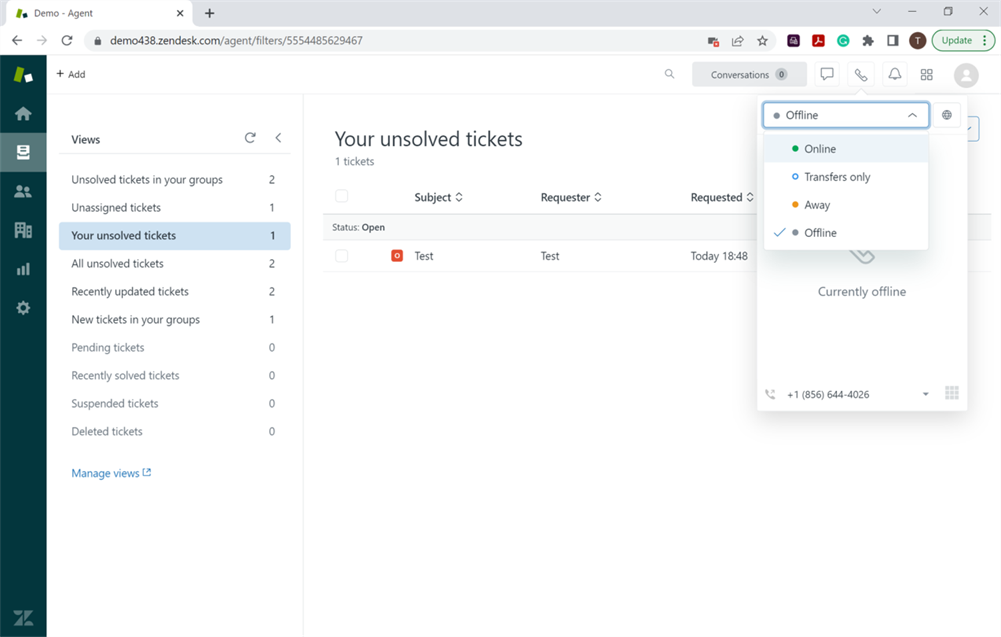 Demo - Agent
demo438.zendesk.com/agent/filters/5554485629467
T
Update
+ Add
Conversations 0
Offline
Online
Transfers only
Away
Offline
Currently offline
+1 (856) 644-4026
Views
Unsolved tickets in your groups 2
Unassigned tickets 1
Your unsolved tickets 1
All unsolved tickets 2
Recently updated tickets 2
New tickets in your groups 1
Pending tickets 0
Recently solved tickets 0
Suspended tickets 0
Deleted tickets 0
Manage views
Your unsolved tickets
1 tickets
Subject Requester Requested
Status: Open
O Test Test Today 18:48